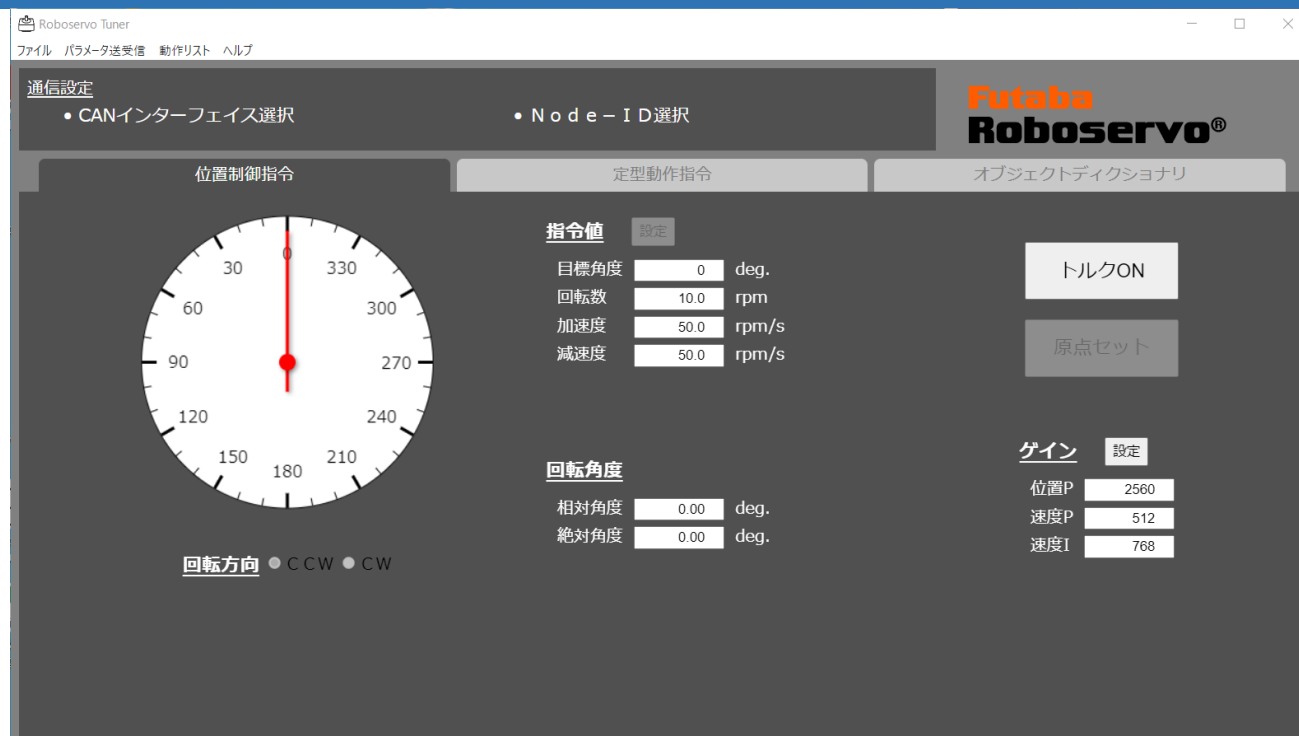 Roboservo Tuner
ファイル パラメータ送受信 動作リスト ヘルプ
通信設定
• CANインターフェイス選択 • Ｎｏｄｅ－ＩＤ選択
Futaba
Roboservo®
位置制御指令 定型動作指令 オブジェクトディクショナリ
0
30 330
60 300
90 270
120 240
150 210
180
回転方向 ＣＣＷ ＣＷ
指令値 設定
目標角度 0 deg.
回転数 10.0 rpm
加速度 50.0 rpm/s
減速度 50.0 rpm/s
回転角度
相対角度 0.00 deg.
絶対角度 0.00 deg.
トルクON
原点セット
ゲイン 設定
位置P 2560
速度P 512
速度I 768